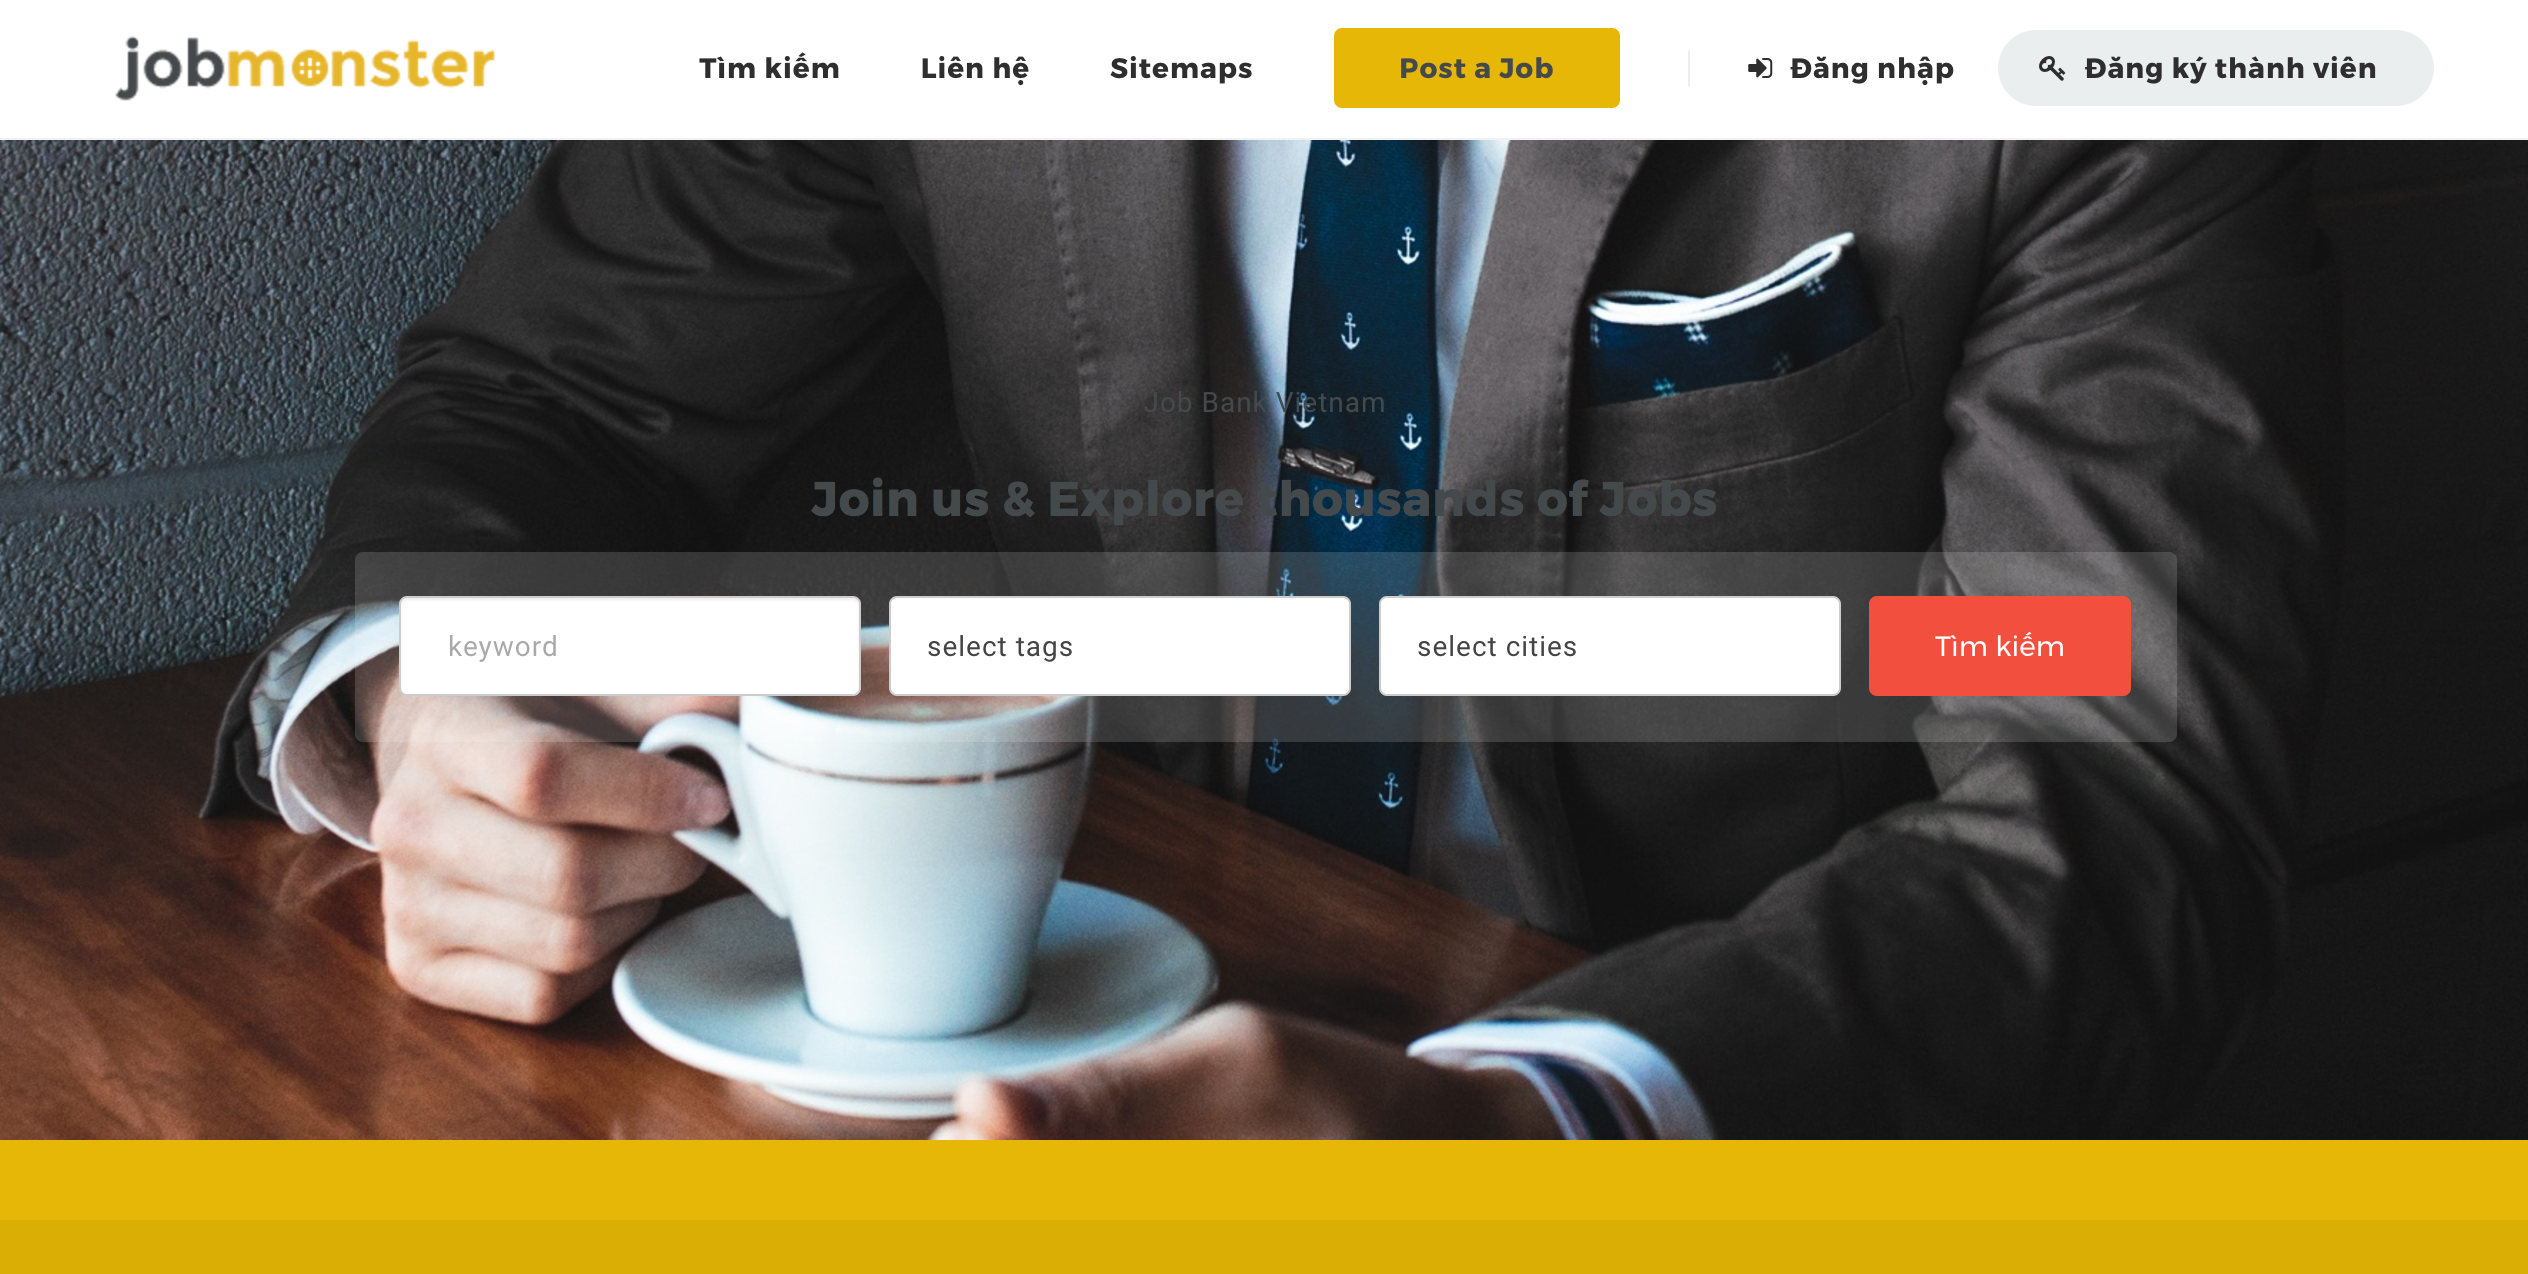 jobmonster
Tìm kiếm
Liên hệ
Sitemaps
Post a Job
Đăng nhập
Đăng ký thành viên
Job Bank Vietnam
Join us & Explore thousands of Jobs
keyword
select tags
select cities
Tìm kiếm